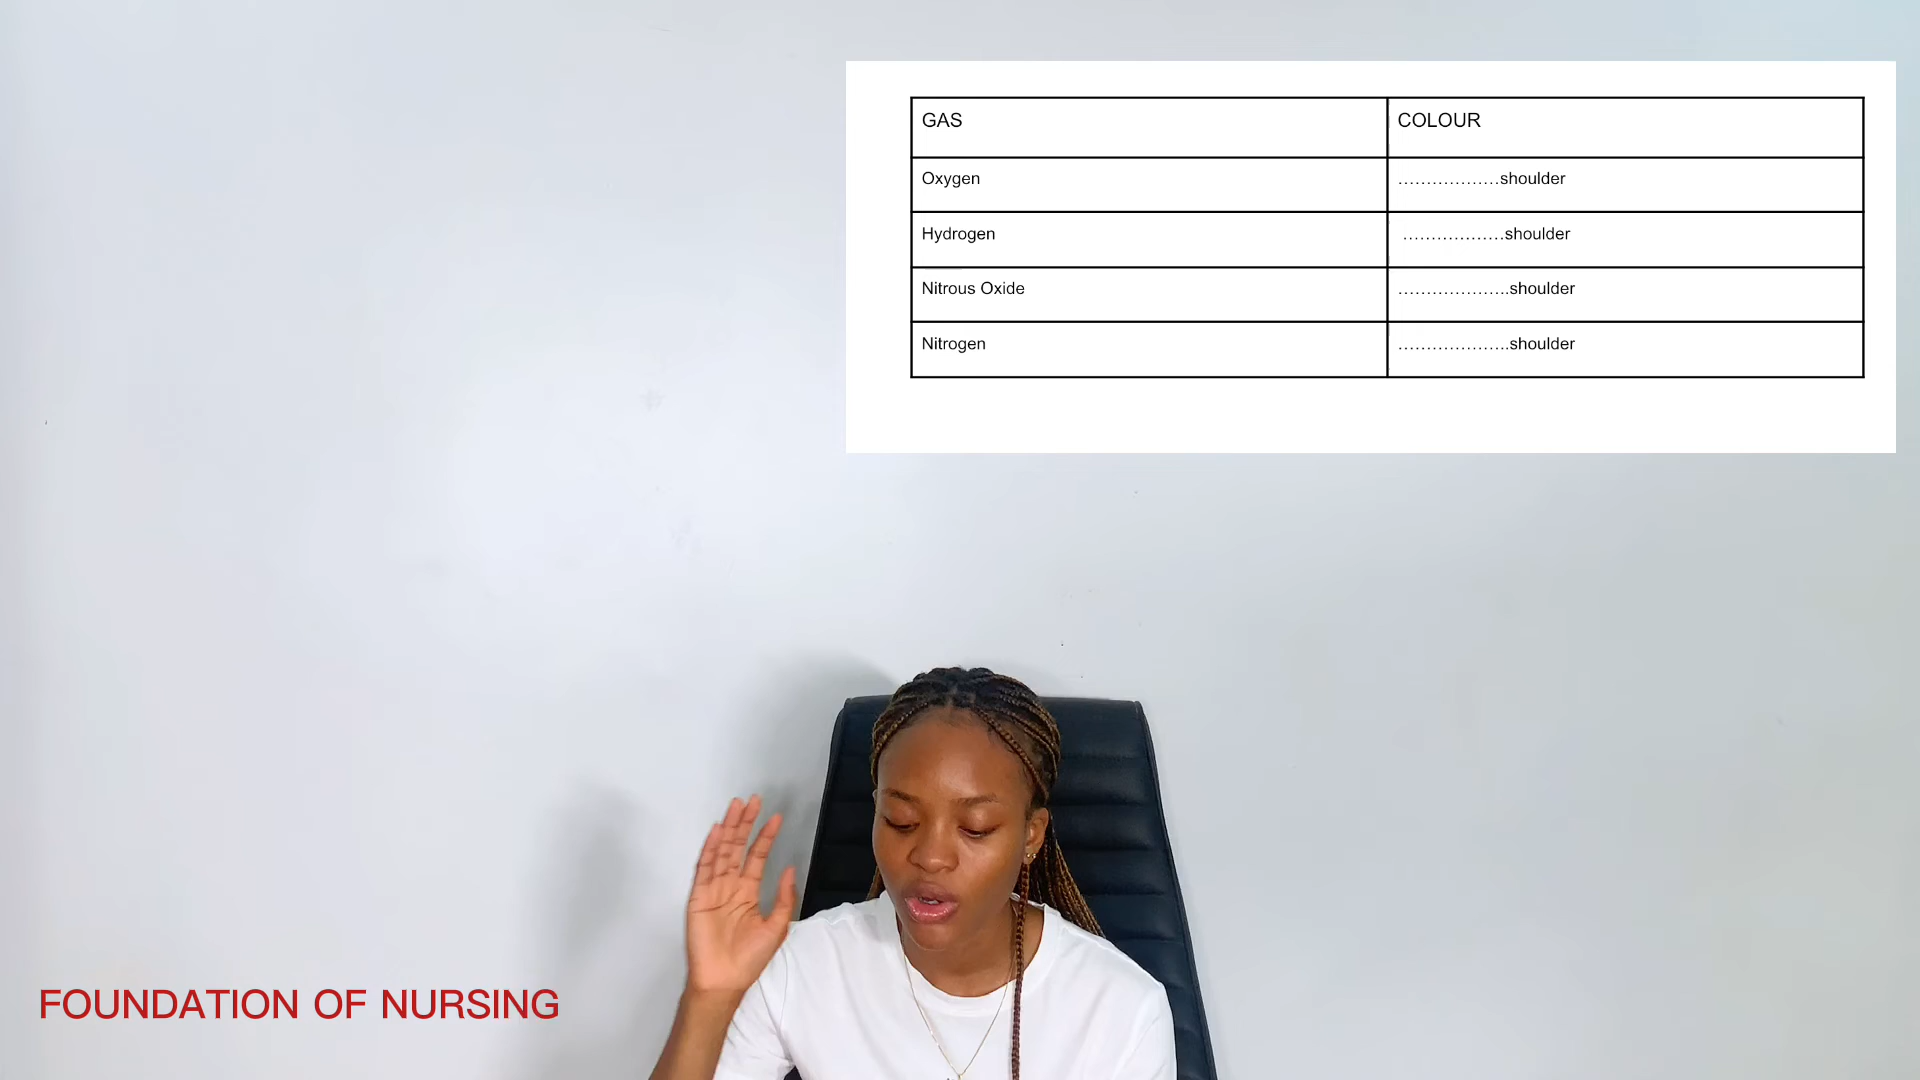 GAS COLOUR
Oxygen ………………shoulder
Hydrogen ………………shoulder
Nitrous Oxide ………………..shoulder
Nitrogen ………………..shoulder
FOUNDATION OF NURSING